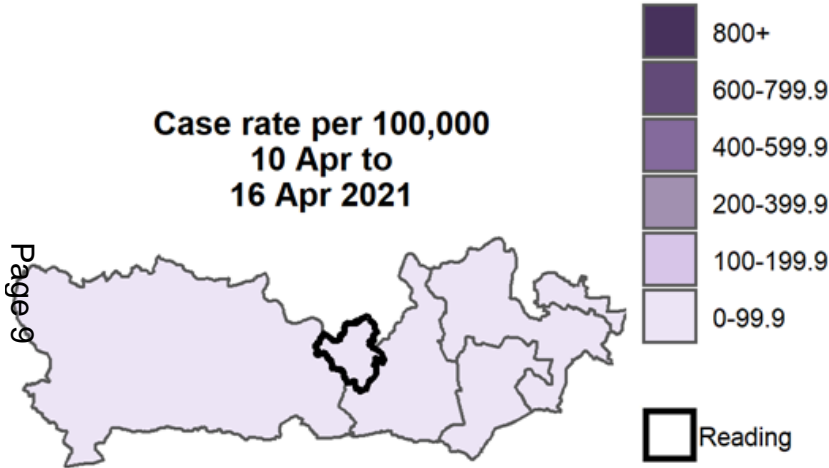 Case rate per 100,000
10 Apr to
16 Apr 2021
800+
600-799.9
400-599.9
200-399.9
100-199.9
0-99.9
Reading
Page 9